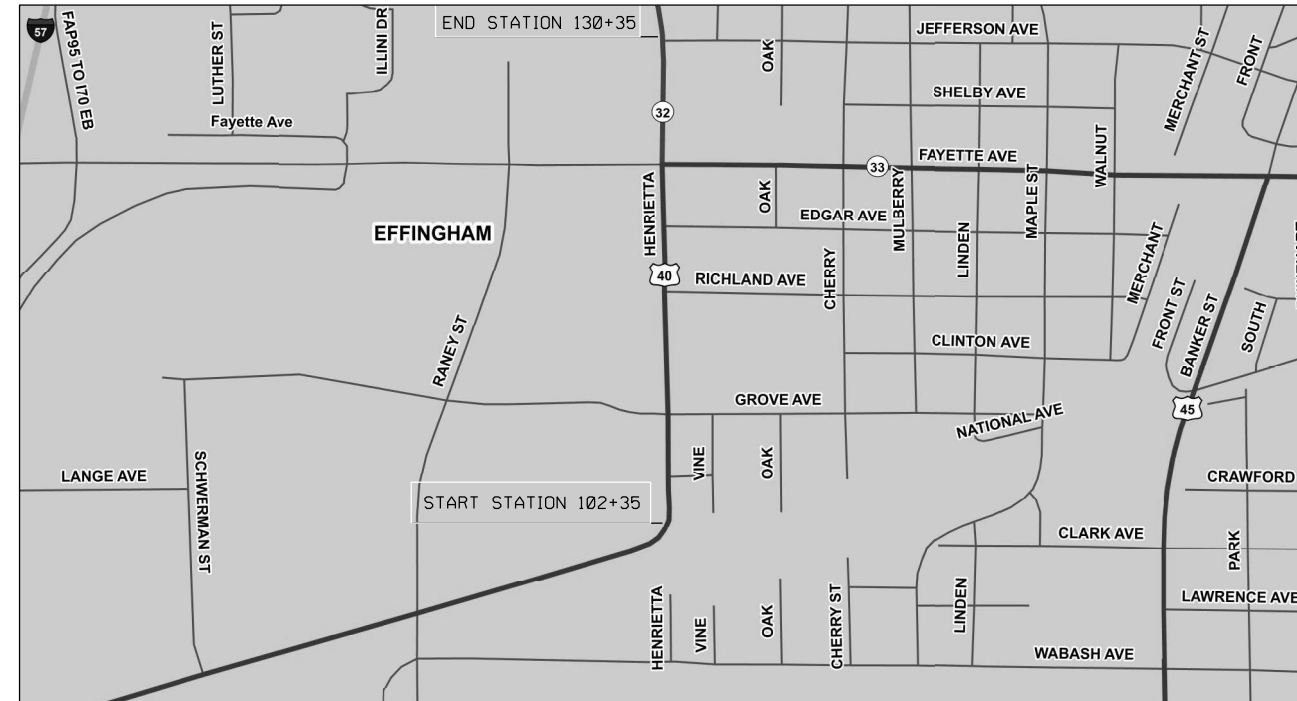 END STATION 130+35
57
FAP95 TO I70 EB
LUTHER ST
ILLINI DR
OAK
JEFFERSON AVE
MERCHANT ST
FRONT
SHELBY AVE
32
Fayette Ave
FAYETTE AVE
33
WALNUT
HENRIETTA
OAK
MULBERRY
MAPLE ST
EDGAR AVE
EFFINGHAM
LINDEN
MERCHANT
40
RICHLAND AVE
CHERRY
FRONT ST
BANKER ST
SOUTH
RANEY ST
CLINTON AVE
GROVE AVE
NATIONAL AVE
45
LANGE AVE
SCHWERMAN ST
VINE
OAK
CRAWFORD
START STATION 102+35
CLARK AVE
PARK
HENRIETTA
VINE
OAK
CHERRY ST
LINDEN
LAWRENCE AVE
WABASH AVE